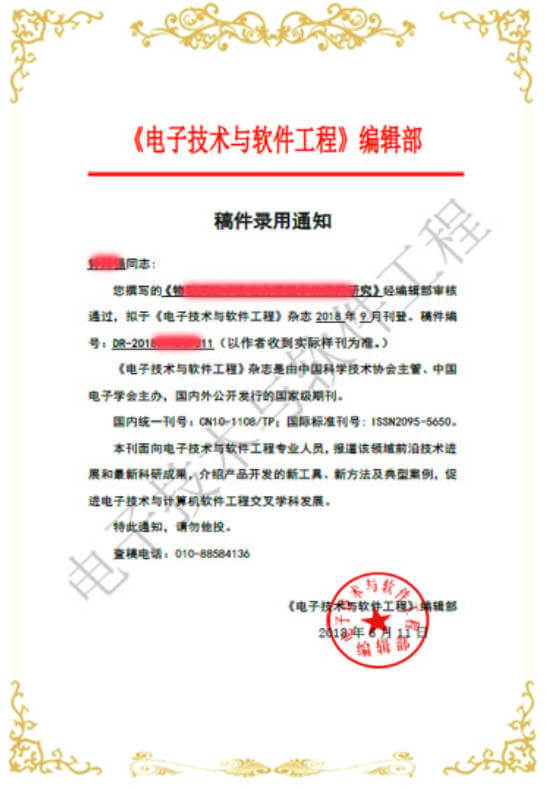 《电子技术与软件工程》编辑部
稿件录用通知
同志：
您撰写的《物 研究》经编辑部审核
通过，拟于《电子技术与软件工程》杂志 2018 年 9 月刊登。稿件编
号：DR-2018 11（以作者收到实际样刊为准。）
《电子技术与软件工程》杂志是由中国科学技术协会主管、中国
电子学会主办，国内外公开发行的国家级期刊。
国内统一刊号：CN10-1108/TP；国际标准刊号：ISSN2095-5650。
本刊面向电子技术与软件工程专业人员，报道该领域前沿技术进
展和最新科研成果，介绍产品开发的新工具、新方法及典型案例，促
进电子技术与计算机软件工程交叉学科发展。
特此通知，请勿他投。
查稿电话：010-88584136
《电子技术与软件工程》编辑部
2018 年 6 月 11 日
电子技术与软件工程
编辑部
电子技术与软件工程